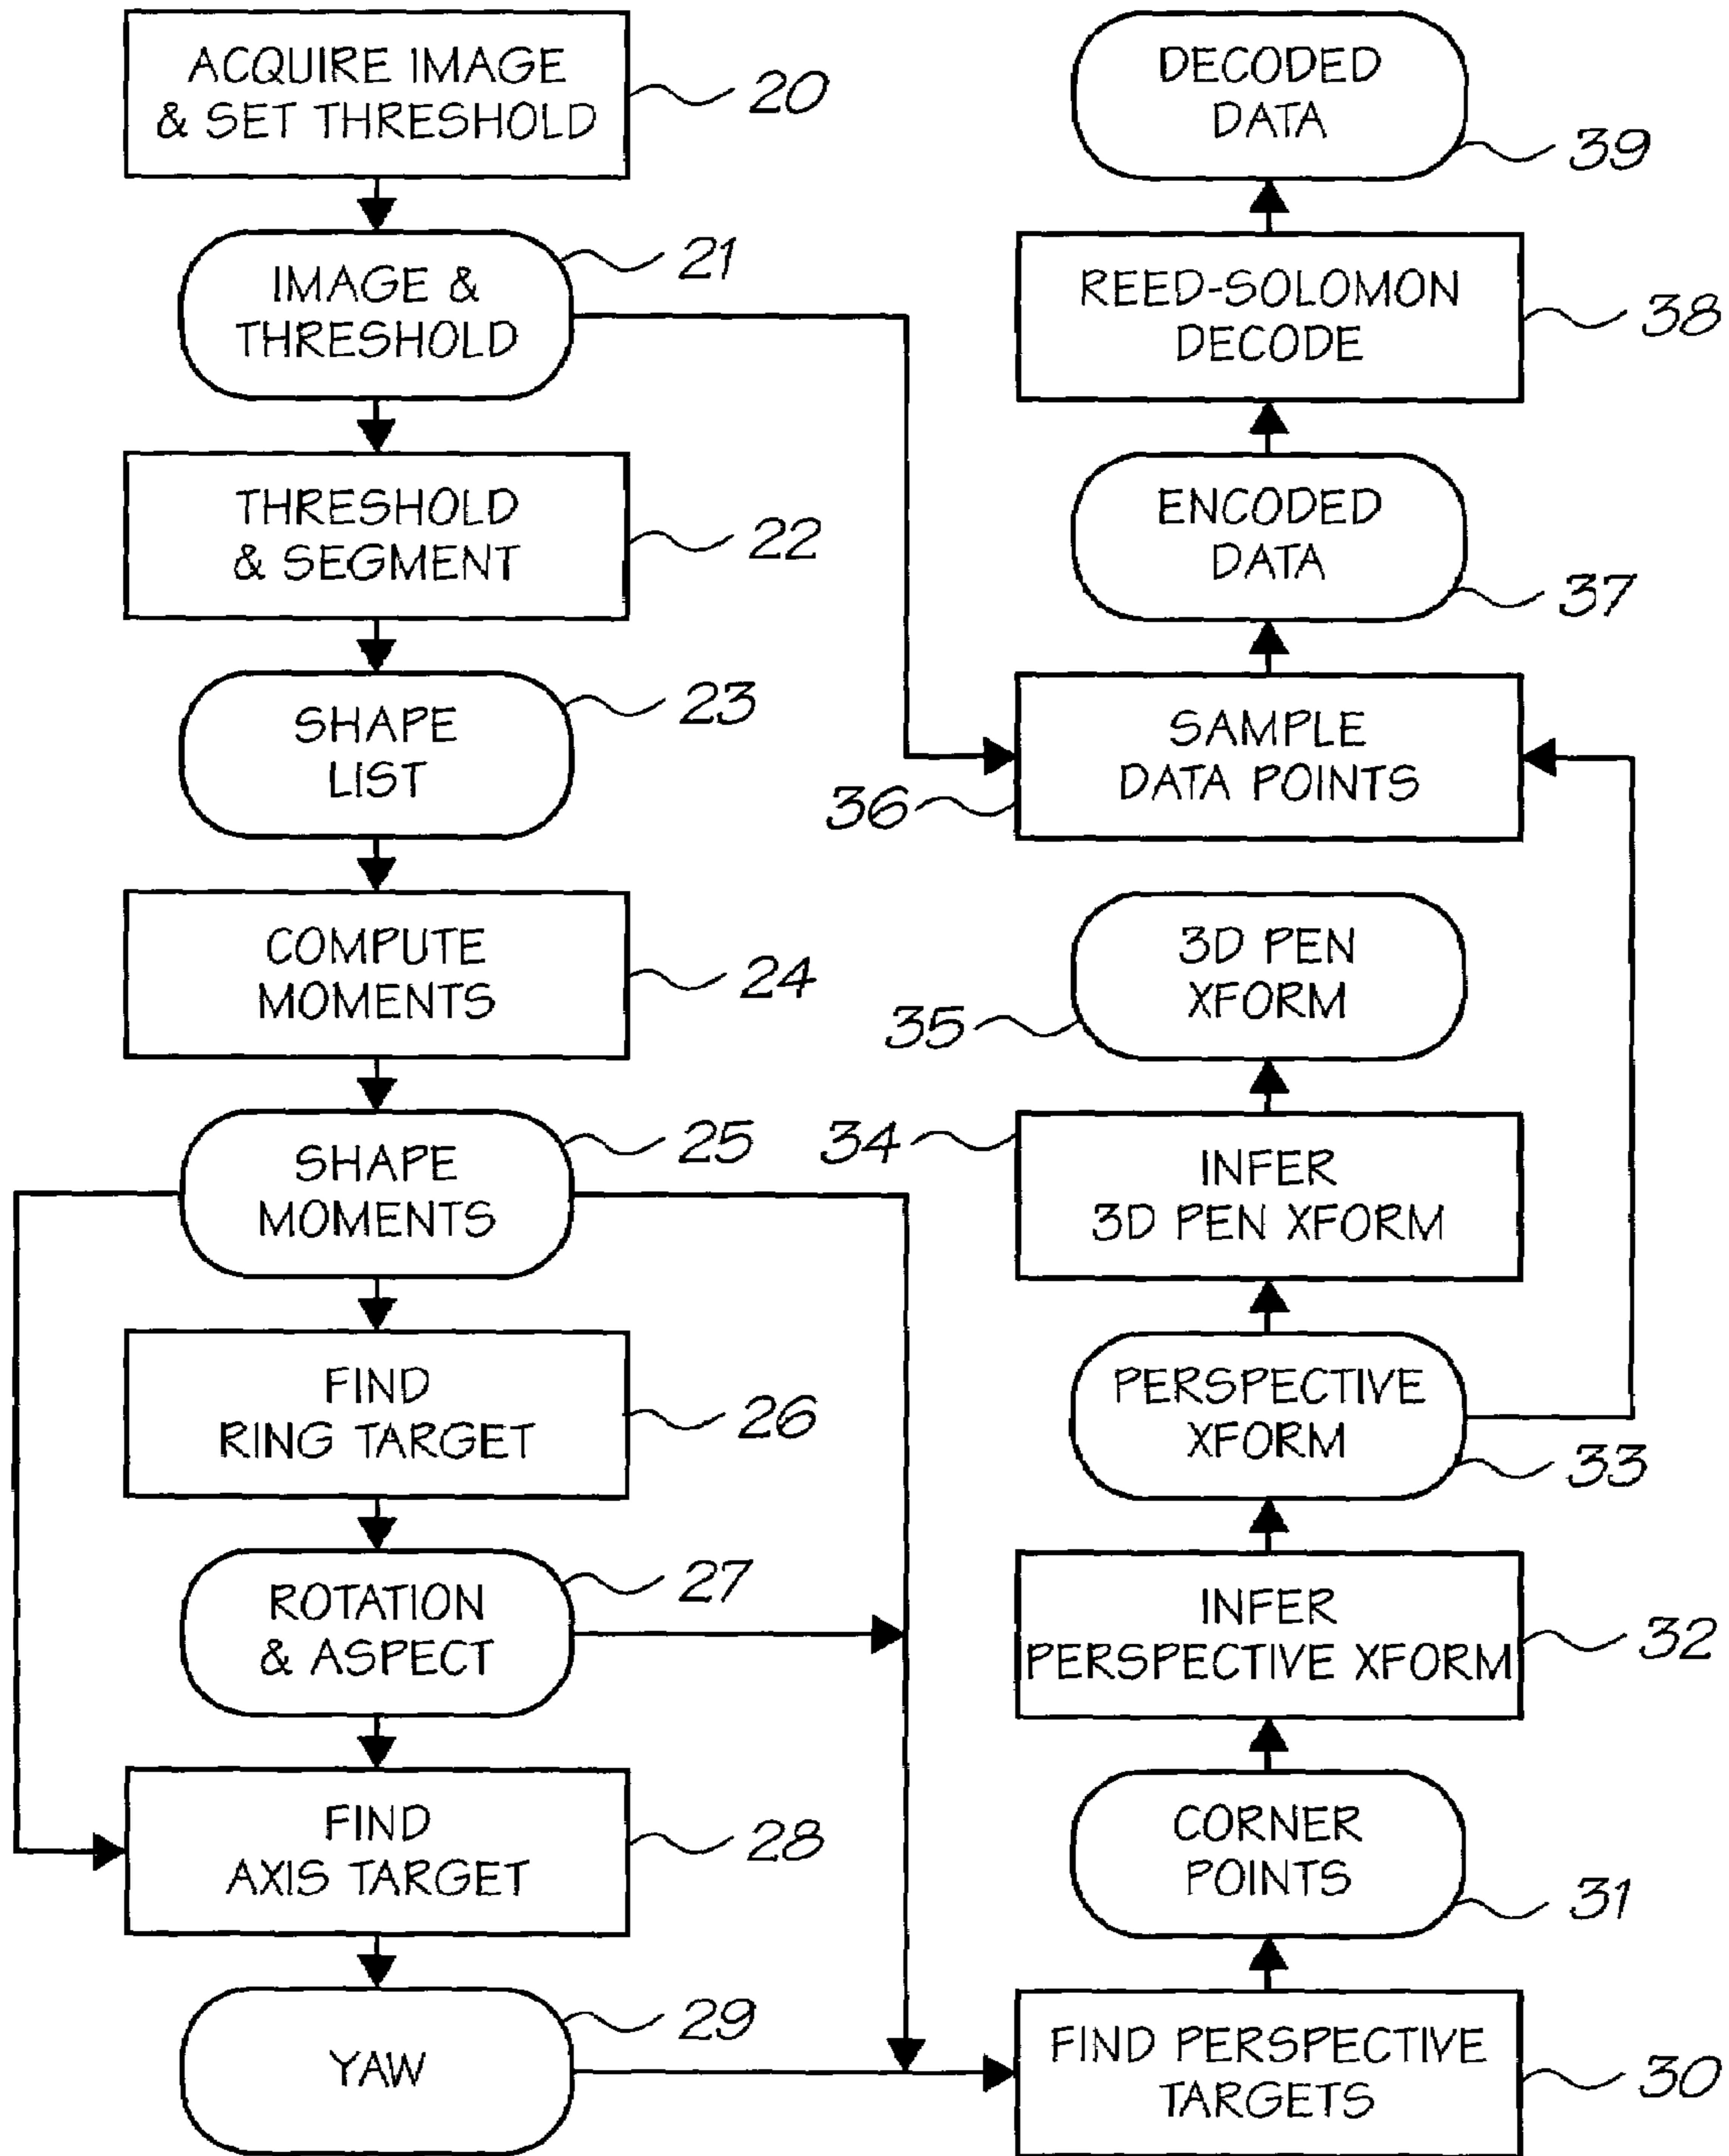 ACQUIRE IMAGE
& SET THRESHOLD
20
IMAGE &
THRESHOLD
21
THRESHOLD
& SEGMENT
22
SHAPE
LIST
23
COMPUTE
MOMENTS
24
SHAPE
MOMENTS
25
FIND
RING TARGET
26
ROTATION
& ASPECT
27
FIND
AXIS TARGET
28
YAW
29
FIND PERSPECTIVE
TARGETS
30
CORNER
POINTS
31
INFER
PERSPECTIVE XFORM
32
PERSPECTIVE
XFORM
33
INFER
3D PEN XFORM
34
3D PEN
XFORM
35
SAMPLE
DATA POINTS
36
ENCODED
DATA
37
REED-SOLOMON
DECODE
38
DECODED
DATA
39